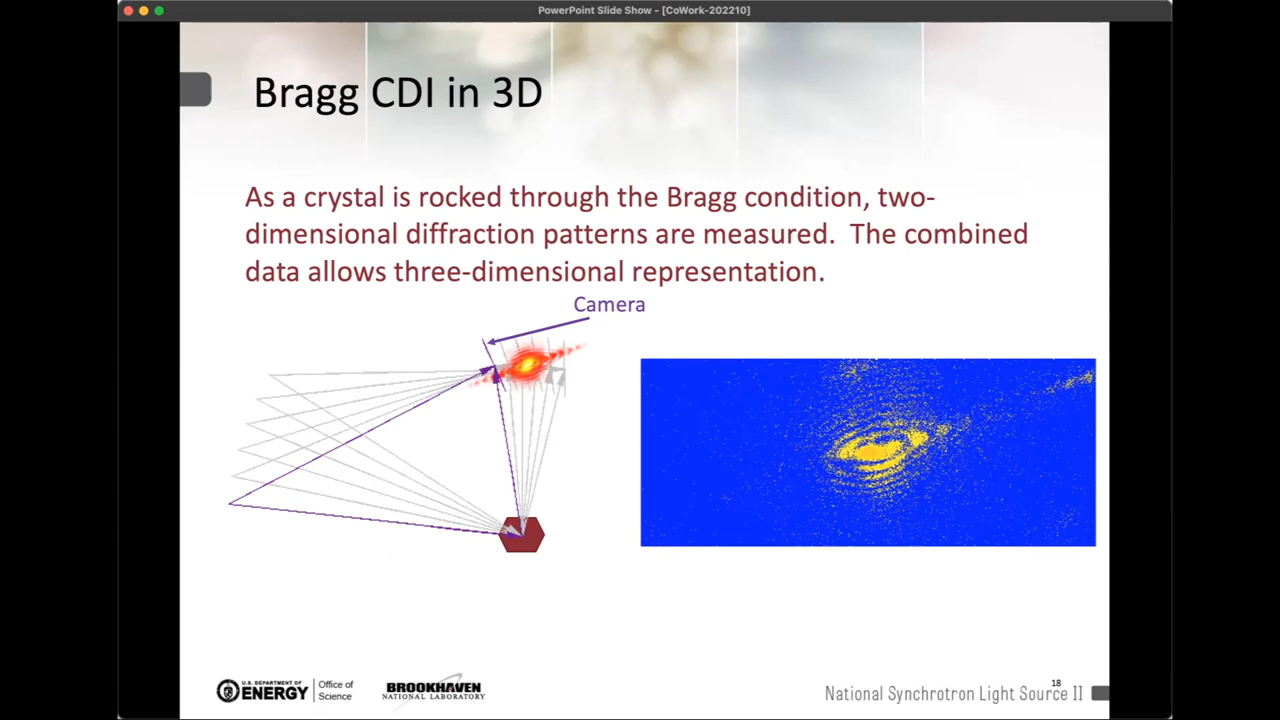 PowerPoint Slide Show - [CoWork-202210]
Bragg CDI in 3D
As a crystal is rocked through the Bragg condition, two-
dimensional diffraction patterns are measured.  The combined
data allows three-dimensional representation.
Camera
U.S. DEPARTMENT OF
ENERGY
Office of
Science
BROOKHAVEN
NATIONAL LABORATORY
18
National Synchrotron Light Source II